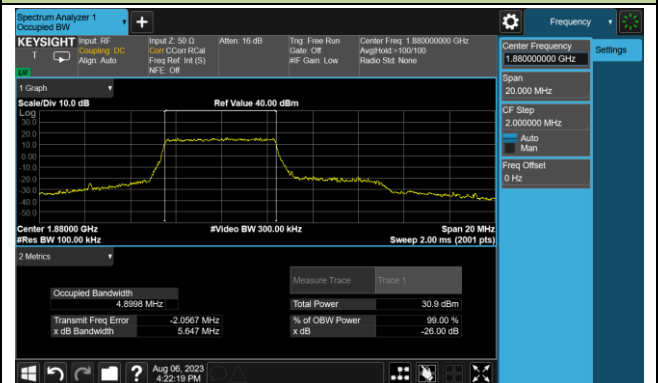 Spectrum Analyzer 1
Occupied BW
Frequency
KEYSIGHT
Input: RF
Coupling: DC
Align: Auto
Input Z: 50 Ω
Corr CCorr RCal
Freq Ref: Int (S)
NFE: Off
Atten: 16 dB
Trig: Free Run
Gate: Off
#IF Gain: Low
Center Freq: 1.880000000 GHz
Avg|Hold:>100/100
Radio Std: None
Center Frequency
1.880000000 GHz
Settings
Span
20.000 MHz
CF Step
2.000000 MHz
Auto
Man
Freq Offset
0 Hz
1 Graph
Scale/Div 10.0 dB
Ref Value 40.00 dBm
Log
30.0
20.0
10.0
0.00
-10.0
-20.0
-30.0
-40.0
-50.0
Center 1.88000 GHz
#Res BW 100.00 kHz
#Video BW 300.00 kHz
Span 20 MHz
Sweep 2.00 ms (2001 pts)
2 Metrics
Measure Trace
Trace 1
Occupied Bandwidth
4.8998 MHz
Total Power
30.9 dBm
Transmit Freq Error
-2.0567 MHz
% of OBW Power
99.00 %
x dB Bandwidth
5.647 MHz
x dB
-26.00 dB
Aug 06, 2023
4:22:19 PM